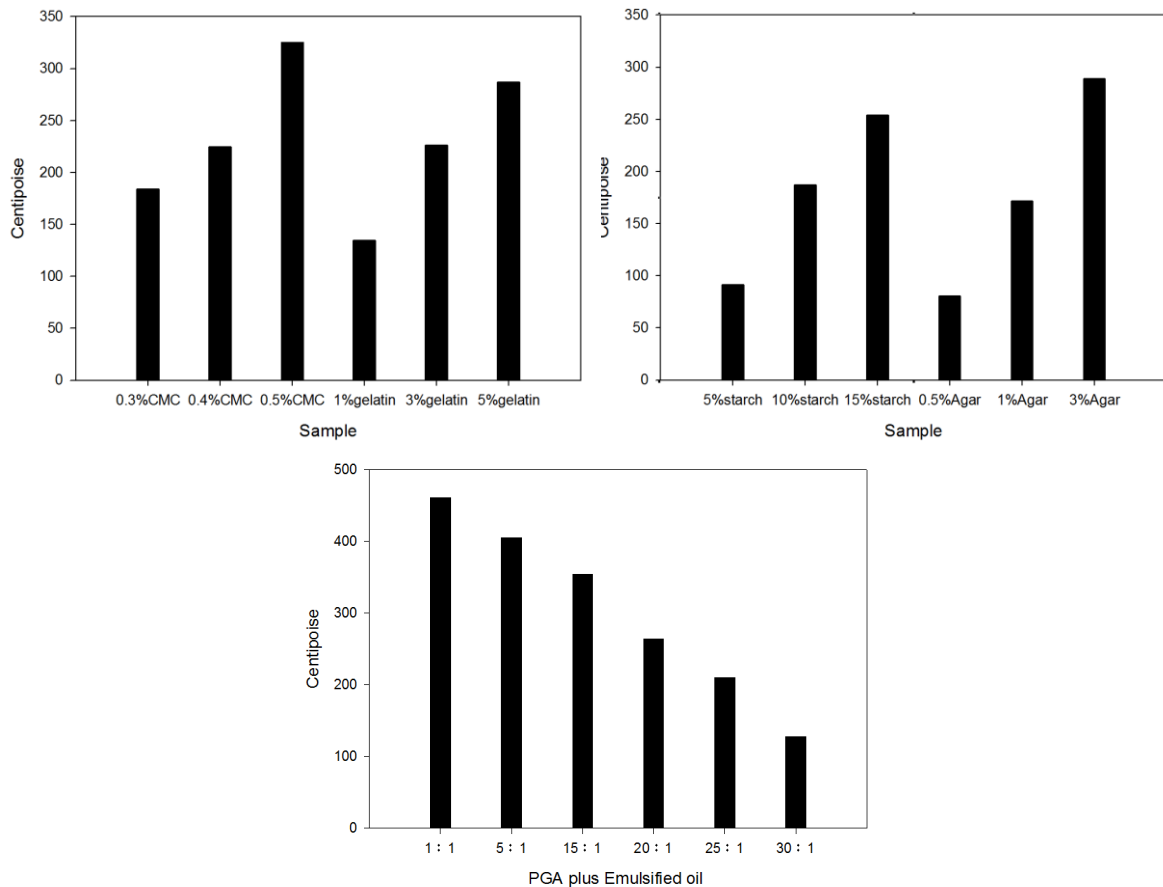 350
300
250
200
150
100
50
0
Centipoise
0.3%CMC 0.4%CMC 0.5%CMC 1%gelatin 3%gelatin 5%gelatin
Sample
350
300
250
200
150
100
50
0
Centipoise
5%starch 10%starch 15%starch 0.5%Agar 1%Agar 3%Agar
Sample
500
400
300
200
100
0
Centipoise
1 : 1 5 : 1 15 : 1 20 : 1 25 : 1 30 : 1
PGA plus Emulsified oil